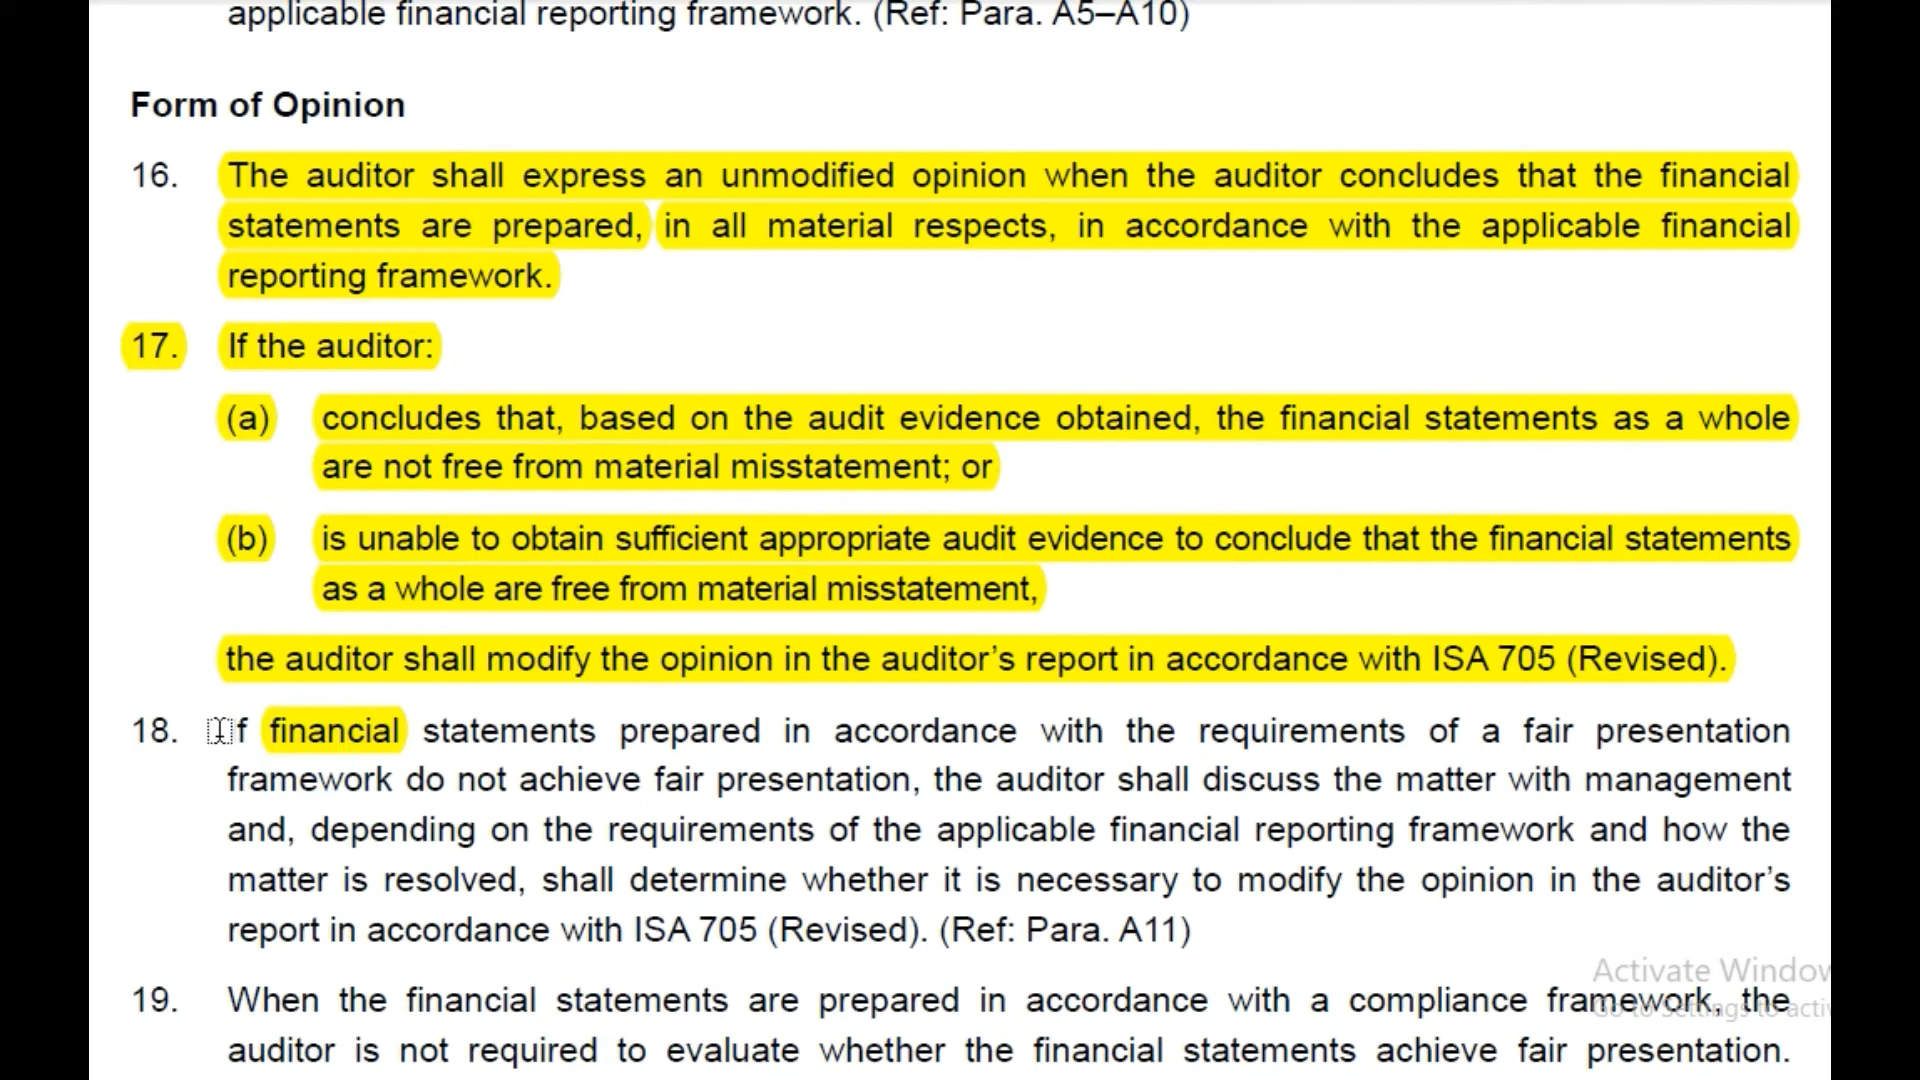 applicable financial reporting framework. (Ref: Para. A5–A10)
Form of Opinion
16. The auditor shall express an unmodified opinion when the auditor concludes that the financial
statements are prepared, in all material respects, in accordance with the applicable financial
reporting framework.
17. If the auditor:
(a) concludes that, based on the audit evidence obtained, the financial statements as a whole
are not free from material misstatement; or
(b) is unable to obtain sufficient appropriate audit evidence to conclude that the financial statements
as a whole are free from material misstatement,
the auditor shall modify the opinion in the auditor’s report in accordance with ISA 705 (Revised).
18. If financial statements prepared in accordance with the requirements of a fair presentation
framework do not achieve fair presentation, the auditor shall discuss the matter with management
and, depending on the requirements of the applicable financial reporting framework and how the
matter is resolved, shall determine whether it is necessary to modify the opinion in the auditor’s
report in accordance with ISA 705 (Revised). (Ref: Para. A11)
Activate Window
19. When the financial statements are prepared in accordance with a compliance framework, the
Go to Settings to activ
auditor is not required to evaluate whether the financial statements achieve fair presentation.